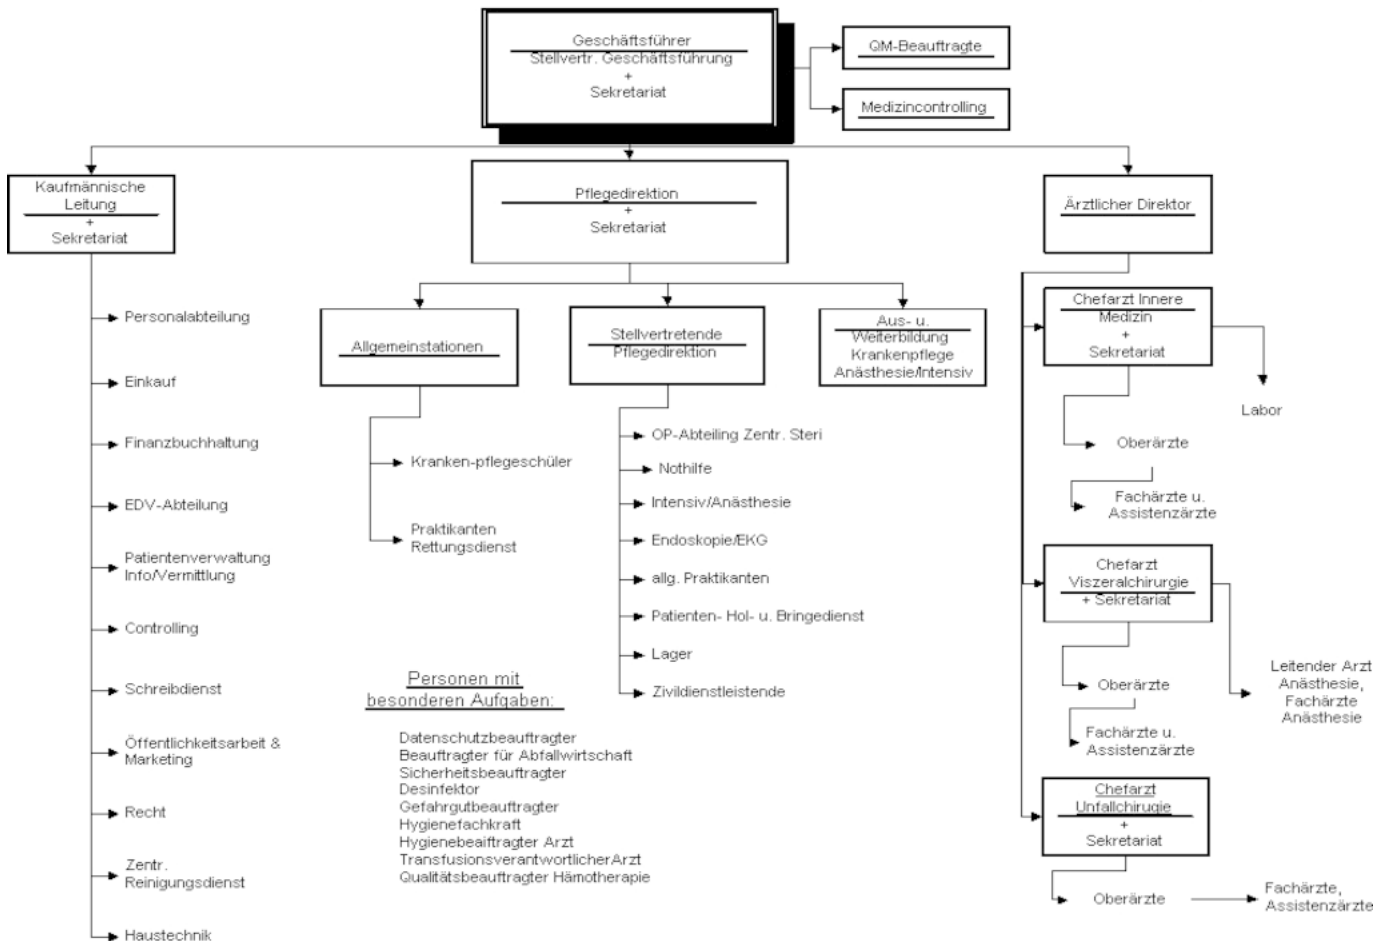 Geschäftsführer
Stellvertr. Geschäftsführung
+
Sekretariat
QM-Beauftragte
Medizincontrolling
Kaufmännische
Leitung
+
Sekretariat
Pflegedirektion
+
Sekretariat
Ärztlicher Direktor
Personalabteilung
Einkauf
Finanzbuchhaltung
EDV-Abteilung
Patientenverwaltung
Info/Vermittlung
Controlling
Schreibdienst
Öffentlichkeitsarbeit &
Marketing
Recht
Zentr.
Reinigungsdienst
Haustechnik
Allgemeinstationen
Kranken-pflegeschüler
Praktikanten
Rettungsdienst
Stellvertretende
Pflegedirektion
OP-Abteiling Zentr. Steri
Nothilfe
Intensiv/Anästhesie
Endoskopie/EKG
allg. Praktikanten
Patienten- Hol- u. Bringedienst
Lager
Zivildienstleistende
Aus- u.
Weiterbildung
Krankenpflege
Anästhesie/Intensiv
Personen mit
besonderen Aufgaben:
Datenschutzbeauftragter
Beauftragter für Abfallwirtschaft
Sicherheitsbeauftragter
Desinfektor
Gefahrgutbeauftragter
Hygienefachkraft
Hygienebeaiftragter Arzt
TransfusionsverantwortlicherArzt
Qualitätsbeauftragter Hämotherapie
Chefarzt Innere
Medizin
+
Sekretariat
Labor
Oberärzte
Fachärzte u.
Assistenzärzte
Chefarzt
Viszeralchirurgie
+ Sekretariat
Leitender Arzt
Anästhesie,
Fachärzte
Anästhesie
Oberärzte
Fachärzte u.
Assistenzärzte
Chefarzt
Unfallchirugie
+
Sekretariat
Oberärzte
Fachärzte,
Assistenzärzte